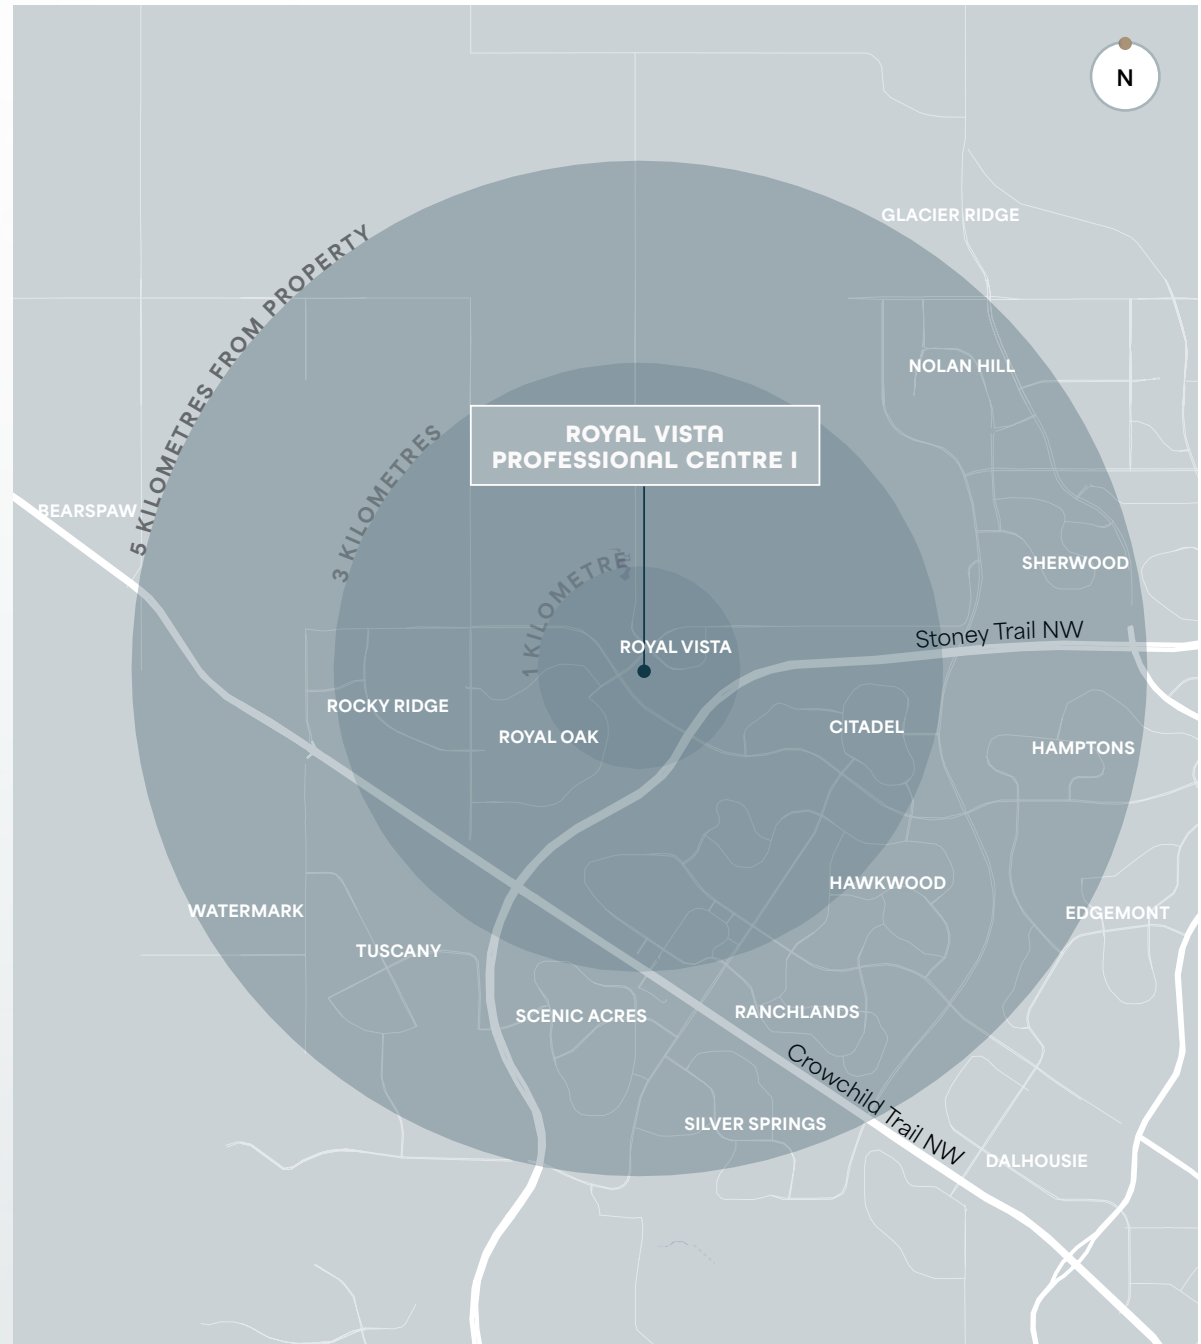 N
GLACIER RIDGE
5 KILOMETRES FROM PROPERTY
NOLAN HILL
3 KILOMETRES
ROYAL VISTA
PROFESSIONAL CENTRE I
BEARSPAW
1 KILOMETRE
SHERWOOD
Stoney Trail NW
ROYAL VISTA
ROCKY RIDGE
ROYAL OAK
CITADEL
HAMPTONS
HAWKWOOD
WATERMARK
EDGEMONT
TUSCANY
SCENIC ACRES
RANCHLANDS
Crowchild Trail NW
SILVER SPRINGS
DALHOUSIE